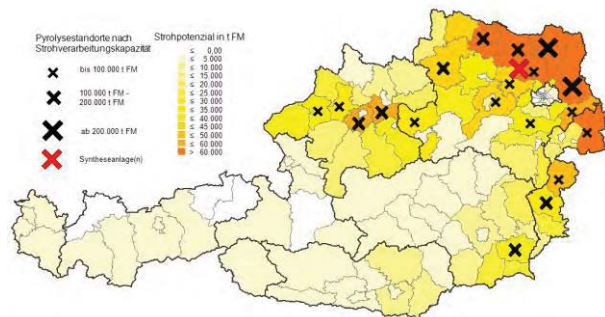 Pyrolysestandorte nach
Strohverarbeitungskapazität
bis 100.000 t FM
100.000 t FM -
200.000 t FM
ab 200.000 t FM
Syntheseanlage(n)
Strohpotenzial in t FM
≤ 0,00
≤ 5.000
≤ 10.000
≤ 15.000
≤ 20.000
≤ 25.000
≤ 30.000
≤ 35.000
≤ 40.000
≤ 45.000
≤ 50.000
≤ 60.000
> 60.000